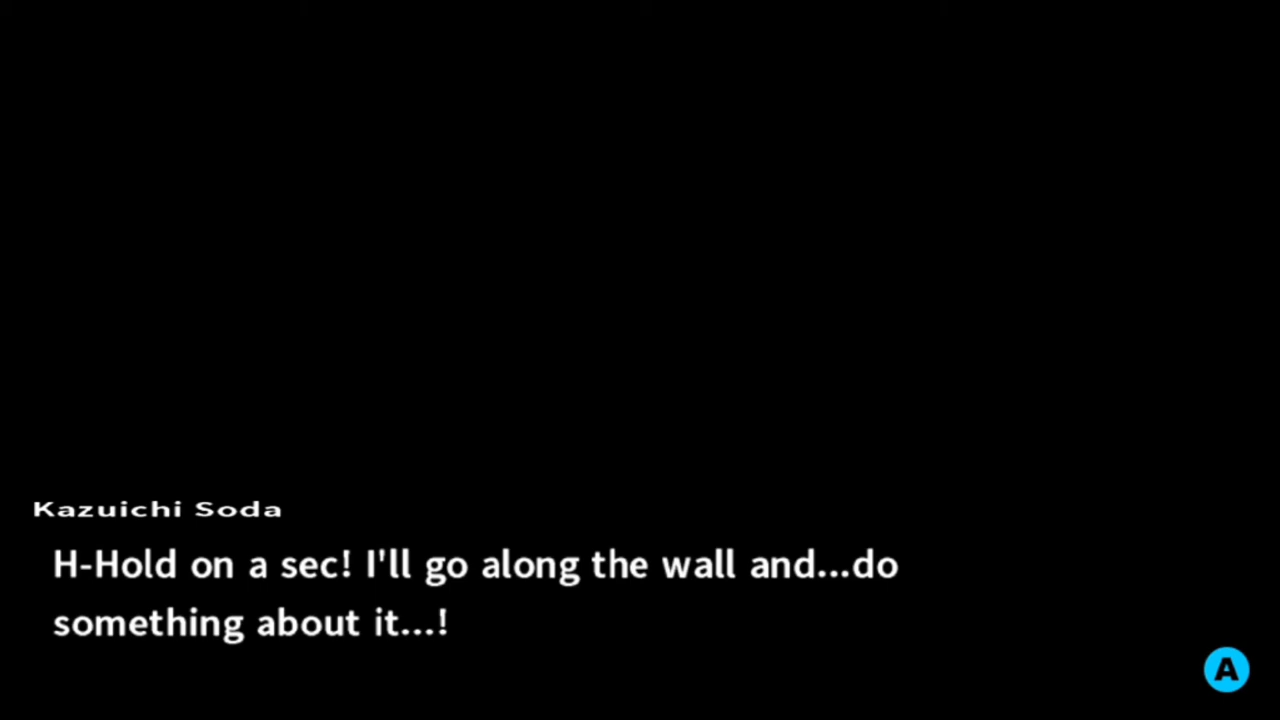 Kazuichi Soda
H-Hold on a sec! I'll go along the wall and...do
something about it...!
A